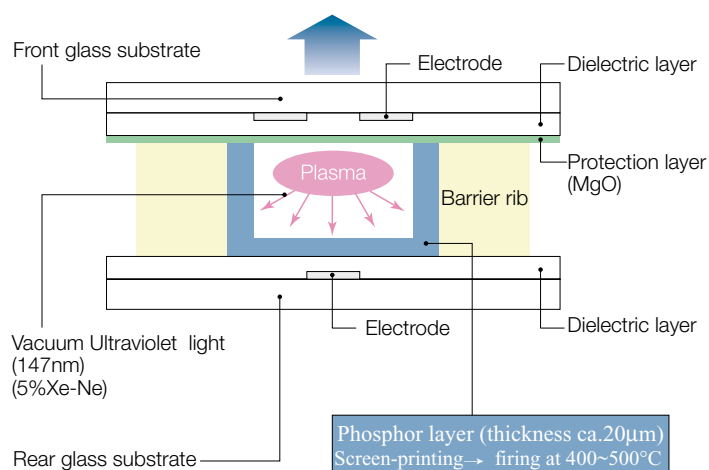 Front glass substrate
Electrode
Dielectric layer
Protection layer
(MgO)
Plasma
Barrier rib
Electrode
Dielectric layer
Vacuum Ultraviolet light
(147nm)
(5%Xe-Ne)
Phosphor layer (thickness ca.20μm)
Screen-printing→ firing at 400~500°C
Rear glass substrate